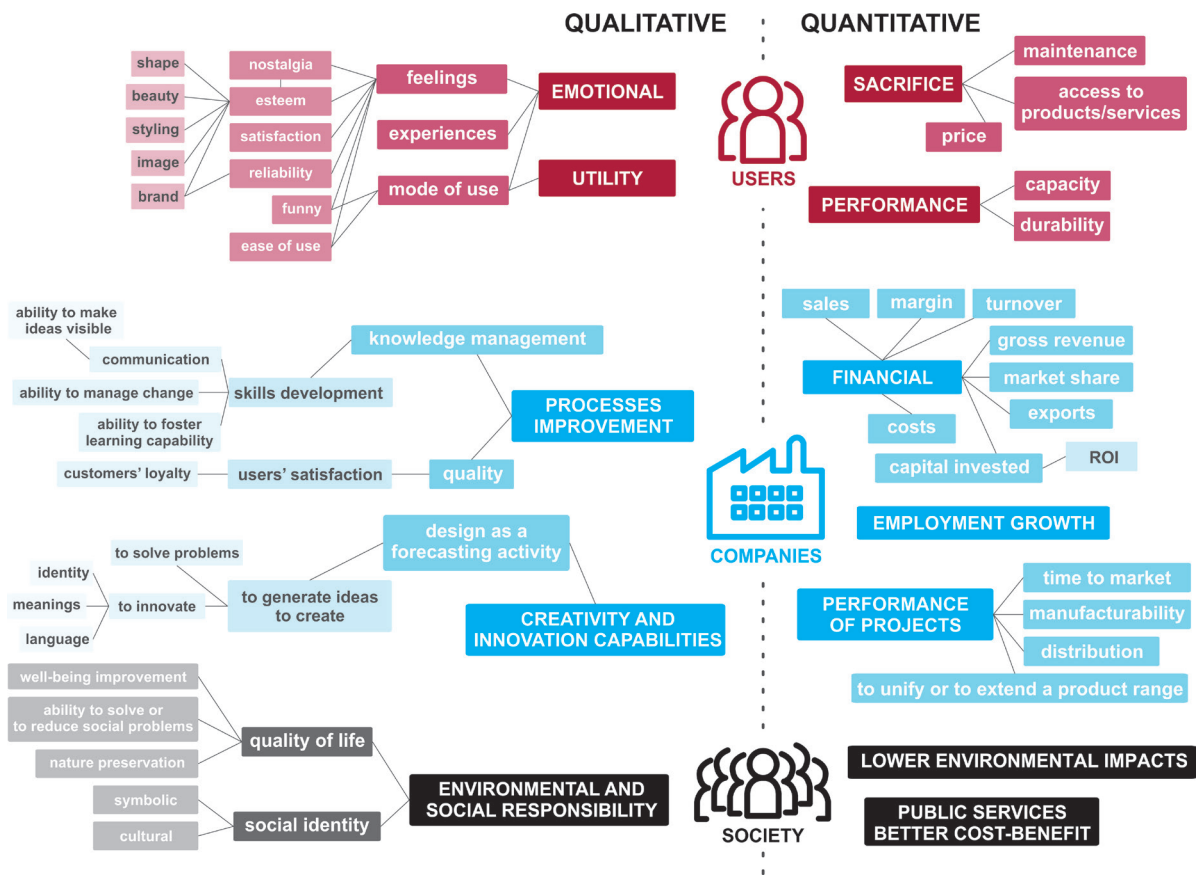 QUALITATIVE
QUANTITATIVE
shape
beauty
styling
image
brand
nostalgia
esteem
satisfaction
reliability
funny
ease of use
feelings
experiences
mode of use
EMOTIONAL
UTILITY
USERS
SACRIFICE
maintenance
access to
products/services
price
PERFORMANCE
capacity
durability
ability to make
ideas visible
communication
ability to manage change
ability to foster
learning capability
customers’ loyalty
skills development
users’ satisfaction
knowledge management
quality
PROCESSES
IMPROVEMENT
to solve problems
identity
meanings
language
to innovate
to generate ideas
to create
design as a
forecasting activity
CREATIVITY AND
INNOVATION CAPABILITIES
COMPANIES
sales
margin
turnover
gross revenue
FINANCIAL
market share
exports
costs
capital invested
ROI
EMPLOYMENT GROWTH
PERFORMANCE
OF PROJECTS
time to market
manufacturability
distribution
to unify or to extend a product range
well-being improvement
ability to solve or
to reduce social problems
nature preservation
symbolic
cultural
quality of life
social identity
ENVIRONMENTAL AND
SOCIAL RESPONSIBILITY
SOCIETY
LOWER ENVIRONMENTAL IMPACTS
PUBLIC SERVICES
BETTER COST-BENEFIT